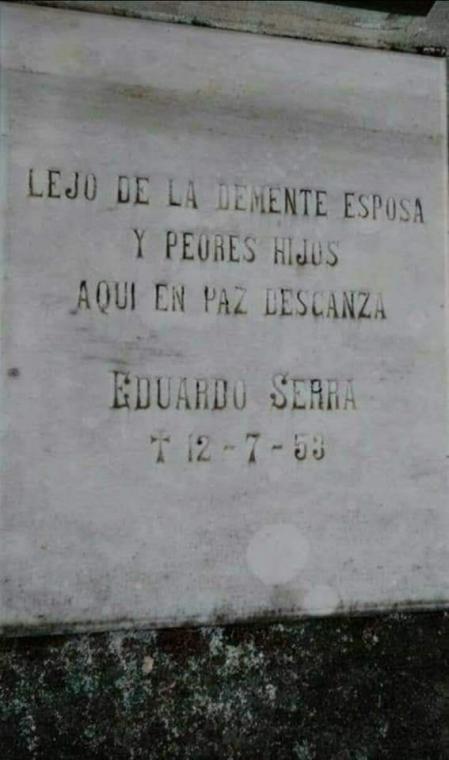 LEJO DE LA DEMENTE ESPOSA
Y PEORES HIJOS
AQUI EN PAZ DESCANZA
EDUARDO SERRA
✝ 12-7-53